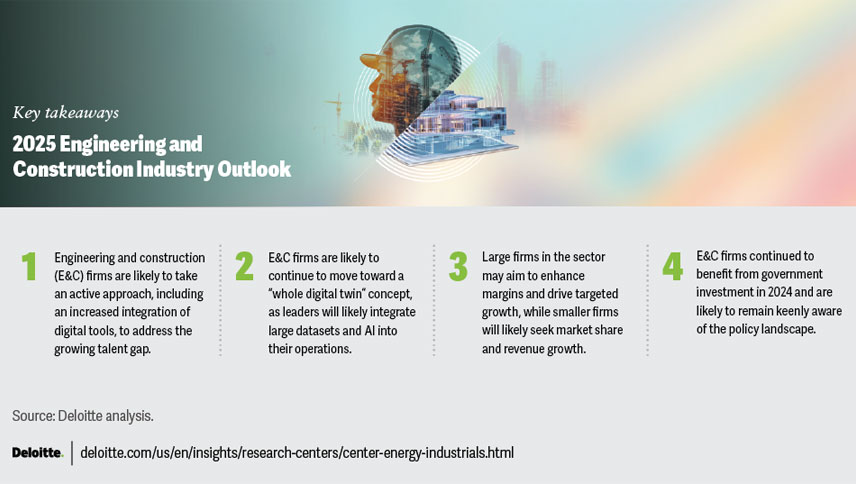 Key takeaways
2025 Engineering and
Construction Industry Outlook
1
Engineering and construction
(E&C) firms are likely to take
an active approach, including
an increased integration of
digital tools, to address the
growing talent gap.
2
E&C firms are likely to
continue to move toward a
“whole digital twin” concept,
as leaders will likely integrate
large datasets and AI into
their operations.
3
Large firms in the sector
may aim to enhance
margins and drive targeted
growth, while smaller firms
will likely seek market share
and revenue growth.
4
E&C firms continued to
benefit from government
investment in 2024 and are
likely to remain keenly aware
of the policy landscape.
Source: Deloitte analysis.
Deloitte. | deloitte.com/us/en/insights/research-centers/center-energy-industrials.html